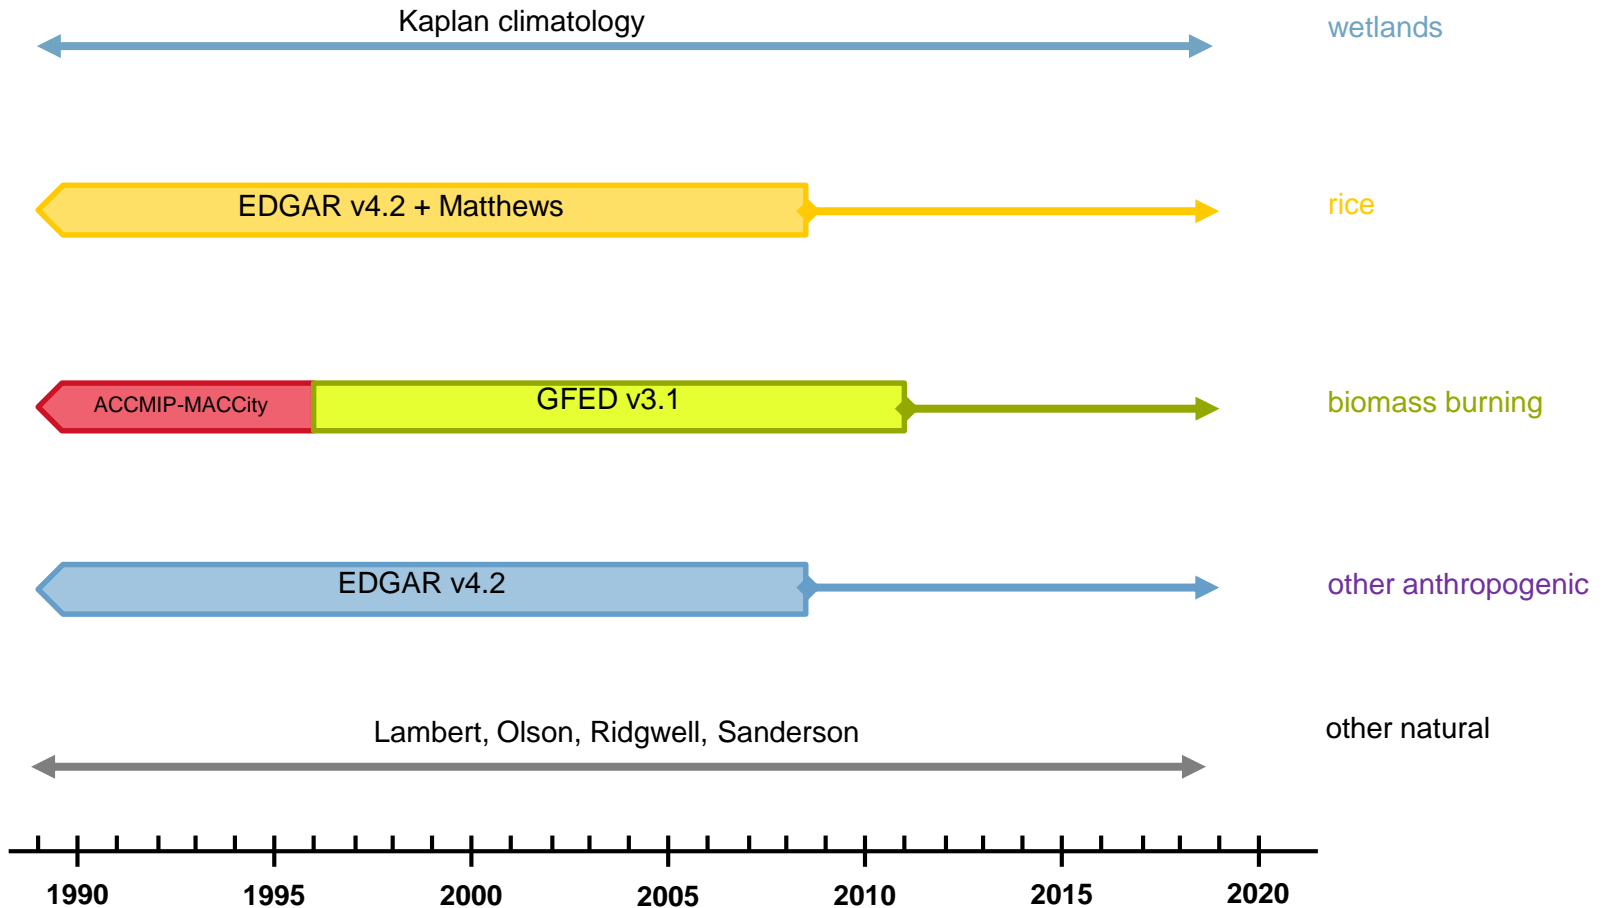 Kaplan climatology
wetlands
EDGAR v4.2 + Matthews
rice
ACCMIP-MACCity
GFED v3.1
biomass burning
EDGAR v4.2
other anthropogenic
Lambert, Olson, Ridgwell, Sanderson
other natural
1990 1995 2000 2005 2010 2015 2020